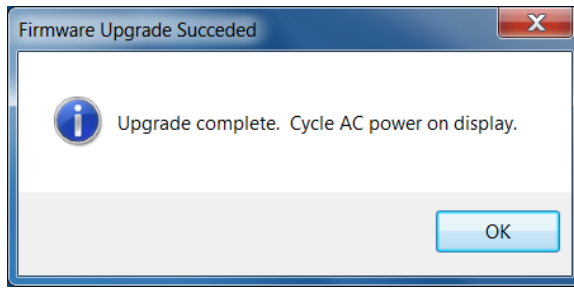 Firmware Upgrade Succeded
Upgrade complete.  Cycle AC power on display.
OK